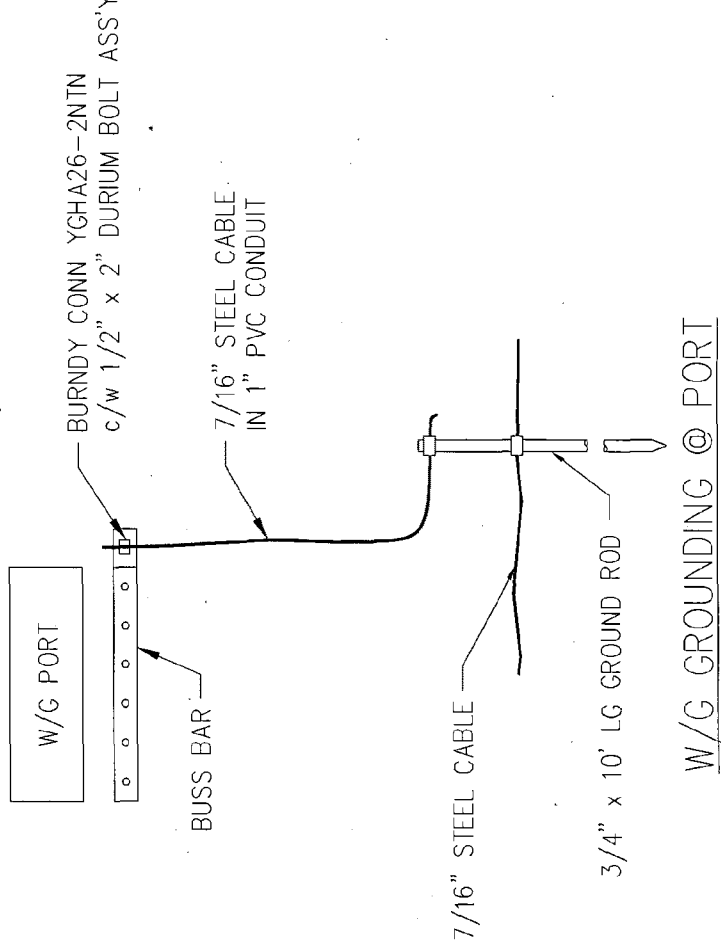 W/G PORT
BURNDY CONN YGHA26-2NTN
c/w 1/2" x 2" DURIUM BOLT ASS'Y
7/16" STEEL CABLE
IN 1" PVC CONDUIT
BUSS BAR
7/16" STEEL CABLE
3/4" x 10' LG GROUND ROD
W/G GROUNDING @ PORT